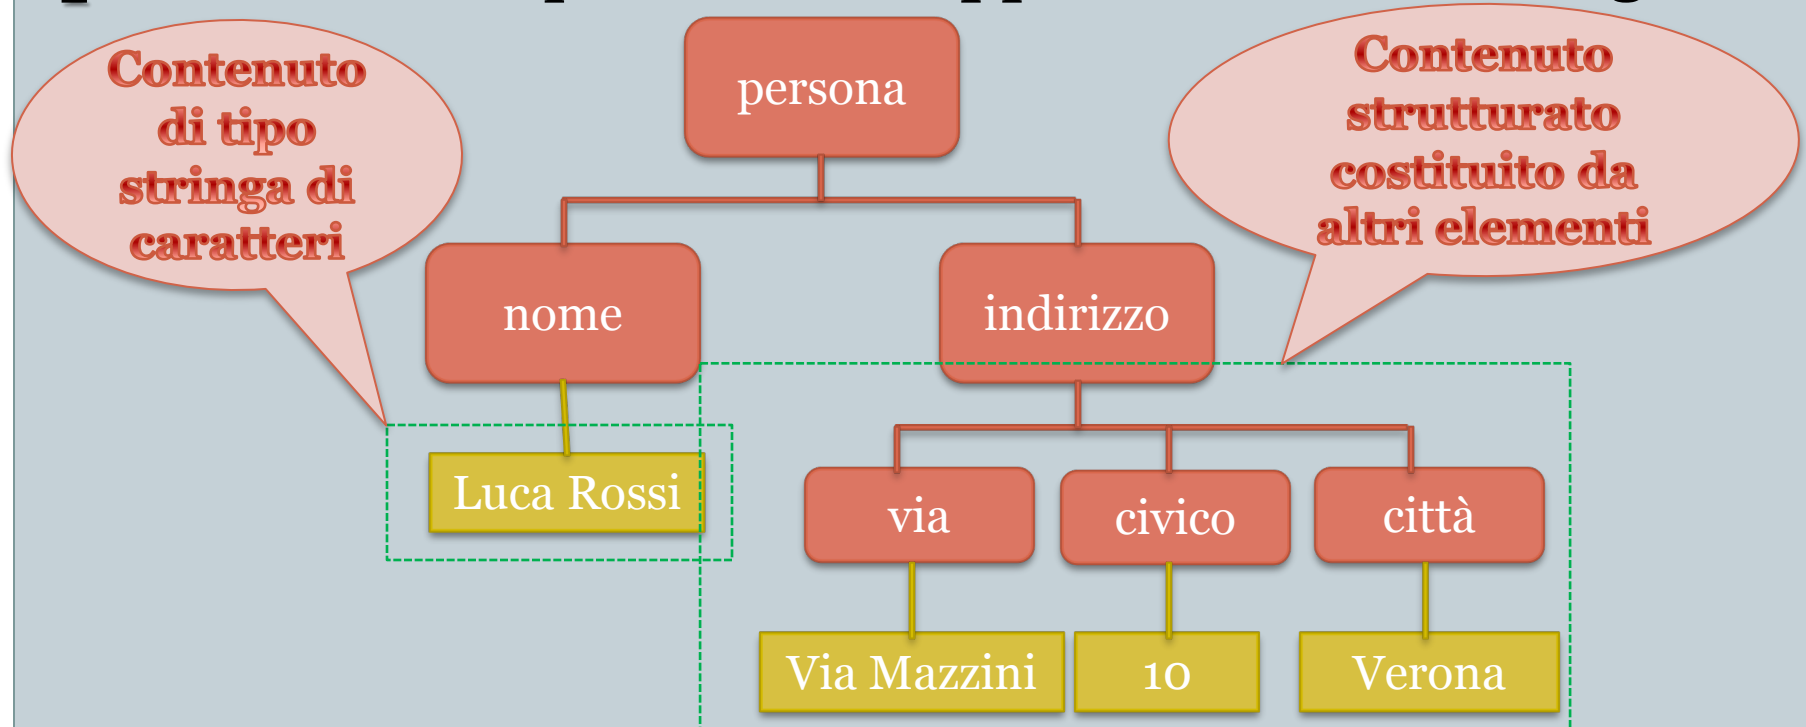 Contenuto
di tipo
stringa di
caratteri
persona
Contenuto
strutturato
costituito da
altri elementi
nome
indirizzo
Luca Rossi
via
civico
città
Via Mazzini
10
Verona